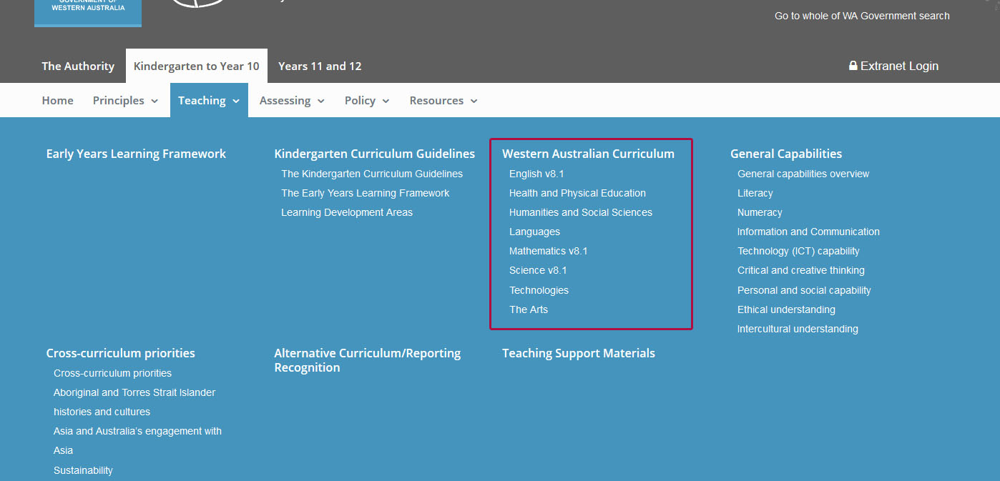 WESTERN AUSTRALIA
Go to whole of WA Government search
The Authority
Kindergarten to Year 10
Years 11 and 12
Extranet Login
Home
Principles
Teaching
Assessing
Policy
Resources
Early Years Learning Framework
Kindergarten Curriculum Guidelines
The Kindergarten Curriculum Guidelines
The Early Years Learning Framework
Learning Development Areas
Western Australian Curriculum
English v8.1
Health and Physical Education
Humanities and Social Sciences
Languages
Mathematics v8.1
Science v8.1
Technologies
The Arts
General Capabilities
General capabilities overview
Literacy
Numeracy
Information and Communication
Technology (ICT) capability
Critical and creative thinking
Personal and social capability
Ethical understanding
Intercultural understanding
Cross-curriculum priorities
Cross-curriculum priorities
Aboriginal and Torres Strait Islander
histories and cultures
Asia and Australia's engagement with
Asia
Sustainability
Alternative Curriculum/Reporting
Recognition
Teaching Support Materials